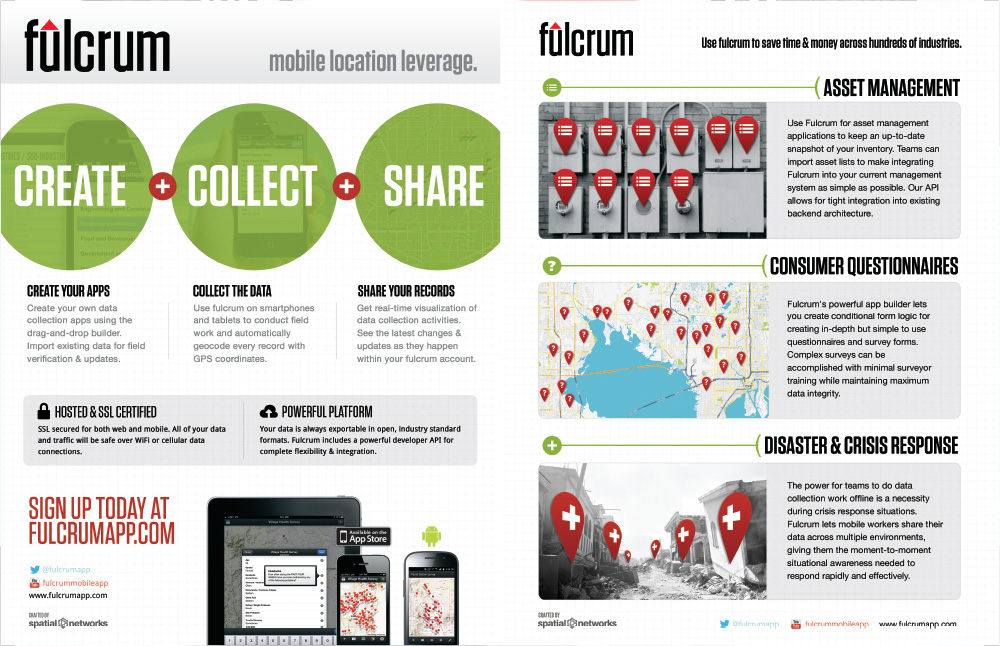 fulcrum
mobile location leverage.
CREATE
COLLECT
SHARE
CREATE YOUR APPS
Create your own data
collection apps using the
drag-and-drop builder.
Import existing data for field
verification & updates.
COLLECT THE DATA
Use fulcrum on smartphones
and tablets to conduct field
work and automatically
geocode every record with
GPS coordinates.
SHARE YOUR RECORDS
Get real-time visualization of
data collection activities.
See the latest changes &
updates as they happen
within your fulcrum account.
HOSTED & SSL CERTIFIED
SSL secured for both web and mobile. All of your data
and traffic will be safe over WiFi or cellular data
connections.
POWERFUL PLATFORM
Your data is always exportable in open, industry standard
formats. Fulcrum includes a powerful developer API for
complete flexibility & integration.
SIGN UP TODAY AT
FULCRUMAPP.COM
@fulcrumapp
fulcrummobileapp
www.fulcrumapp.com
CRAFTED BY
spatial networks
Available on the
App Store
fulcrum
Use fulcrum to save time & money across hundreds of industries.
ASSET MANAGEMENT
Use Fulcrum for asset management
applications to keep an up-to-date
snapshot of your inventory. Teams can
import asset lists to make integrating
Fulcrum into your current management
system as simple as possible. Our API
allows for tight integration into existing
backend architecture.
CONSUMER QUESTIONNAIRES
Fulcrum's powerful app builder lets
you create conditional form logic for
creating in-depth but simple to use
questionnaires and survey forms.
Complex surveys can be
accomplished with minimal surveyor
training while maintaining maximum
data integrity.
DISASTER & CRISIS RESPONSE
The power for teams to do data
collection work offline is a necessity
during crisis response situations.
Fulcrum lets mobile workers share their
data across multiple environments,
giving them the moment-to-moment
situational awareness needed to
respond rapidly and effectively.
CRAFTED BY
spatial networks
@fulcrumapp
fulcrummobileapp
www.fulcrumapp.com